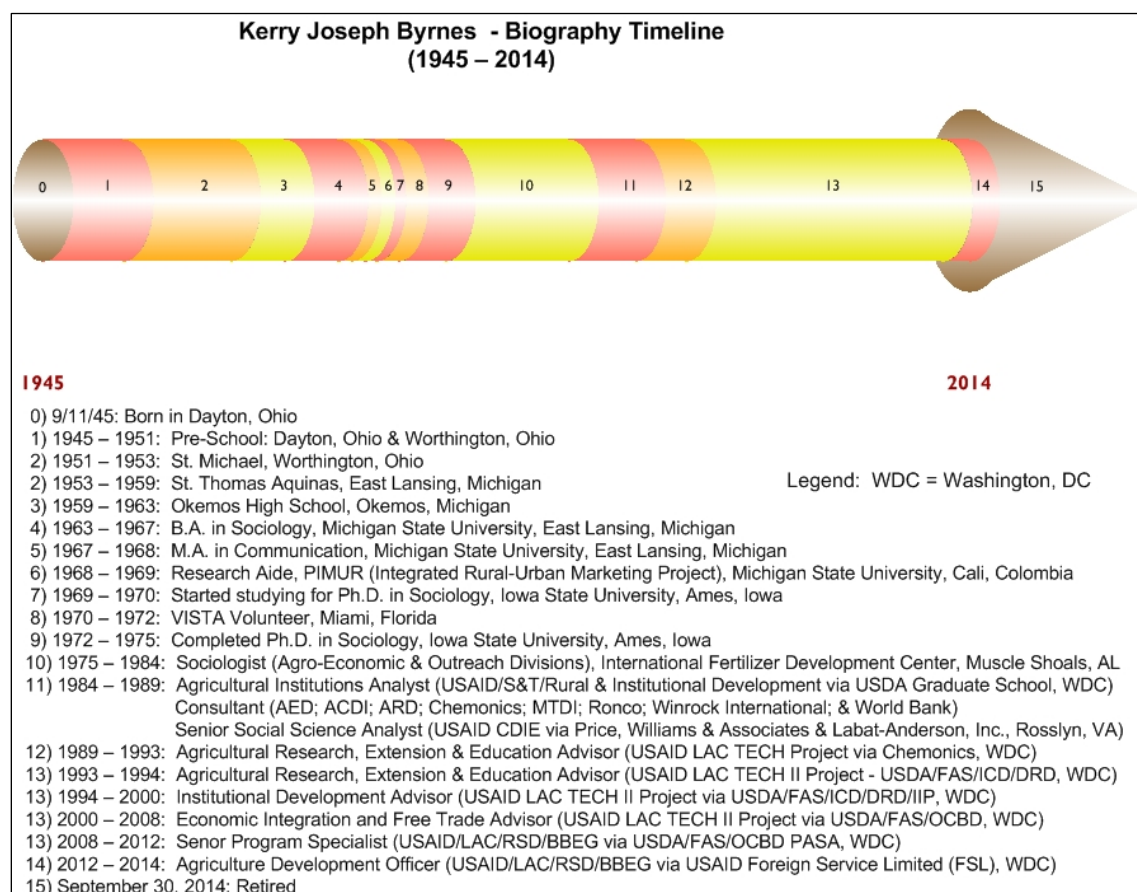 Kerry Joseph Byrnes - Biography Timeline
(1945 – 2014)
0 1 2 3 4 5 6 7 8 9 10 11 12 13 14 15
1945 2014
0) 9/11/45: Born in Dayton, Ohio
1) 1945 – 1951: Pre-School: Dayton, Ohio & Worthington, Ohio
2) 1951 – 1953: St. Michael, Worthington, Ohio
2) 1953 – 1959: St. Thomas Aquinas, East Lansing, Michigan
Legend: WDC = Washington, DC
3) 1959 – 1963: Okemos High School, Okemos, Michigan
4) 1963 – 1967: B.A. in Sociology, Michigan State University, East Lansing, Michigan
5) 1967 – 1968: M.A. in Communication, Michigan State University, East Lansing, Michigan
6) 1968 – 1969: Research Aide, PIMUR (Integrated Rural-Urban Marketing Project), Michigan State University, Cali, Colombia
7) 1969 – 1970: Started studying for Ph.D. in Sociology, Iowa State University, Ames, Iowa
8) 1970 – 1972: VISTA Volunteer, Miami, Florida
9) 1972 – 1975: Completed Ph.D. in Sociology, Iowa State University, Ames, Iowa
10) 1975 – 1984: Sociologist (Agro-Economic & Outreach Divisions), International Fertilizer Development Center, Muscle Shoals, AL
11) 1984 – 1989: Agricultural Institutions Analyst (USAID/S&T/Rural & Institutional Development via USDA Graduate School, WDC)
Consultant (AED; ACDI; ARD; Chemonics; MTDI; Ronco; Winrock International; & World Bank)
Senior Social Science Analyst (USAID CDIE via Price, Williams & Associates & Labat-Anderson, Inc., Rosslyn, VA)
12) 1989 – 1993: Agricultural Research, Extension & Education Advisor (USAID LAC TECH Project via Chemonics, WDC)
13) 1993 – 1994: Agricultural Research, Extension & Education Advisor (USAID LAC TECH II Project - USDA/FAS/ICD/DRD, WDC)
13) 1994 – 2000: Institutional Development Advisor (USAID LAC TECH II Project via USDA/FAS/ICD/DRD/IIP, WDC)
13) 2000 – 2008: Economic Integration and Free Trade Advisor (USAID LAC TECH II Project via USDA/FAS/OCBD, WDC)
13) 2008 – 2012: Senor Program Specialist (USAID/LAC/RSD/BBEG via USDA/FAS/OCBD PASA, WDC)
14) 2012 – 2014: Agriculture Development Officer (USAID/LAC/RSD/BBEG via USAID Foreign Service Limited (FSL), WDC)
15) September 30, 2014: Retired